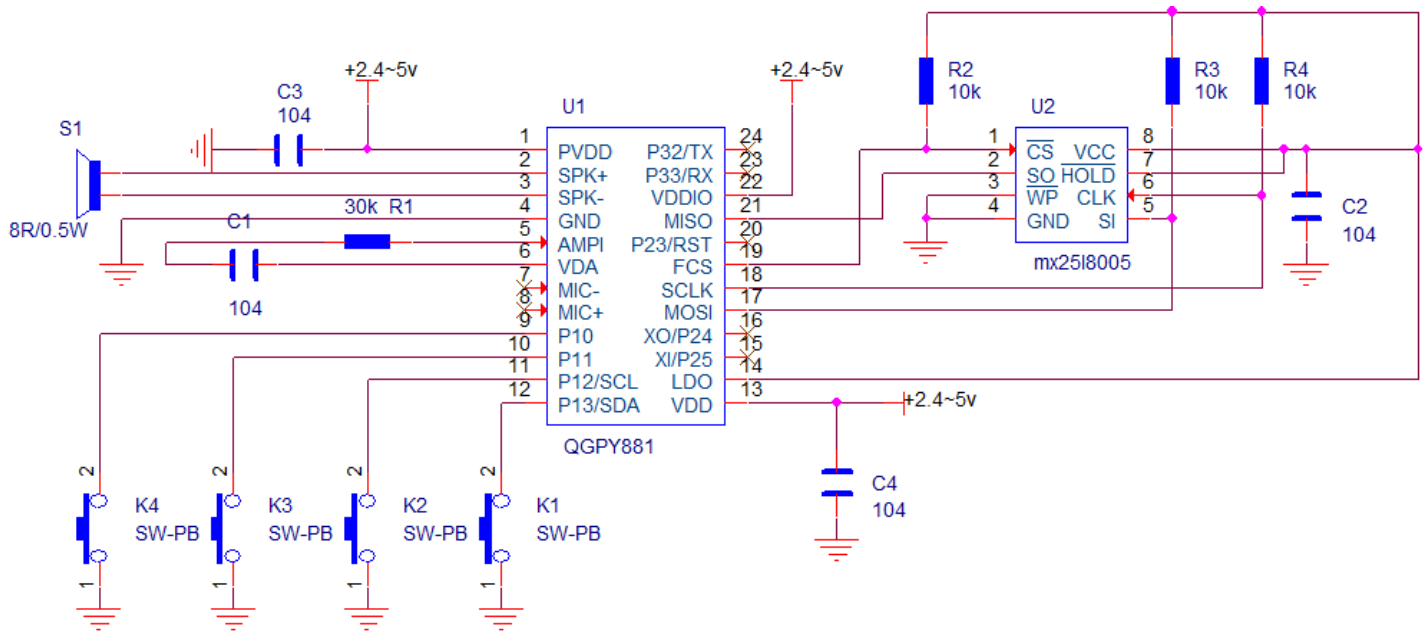 +2.4~5v
C3
104
S1
8R/0.5W
C1
104
30k R1
U1
1 PVDD
2 SPK+
3 SPK-
4 GND
5 AMPI
6 VDA
7 MIC-
8 MIC+
9 P10
10 P11
11 P12/SCL
12 P13/SDA
P32/TX 24
P33/RX 23
VDDIO 22
MISO 21
P23/RST 20
FCS 19
SCLK 18
MOSI 17
XO/P24 16
XI/P25 15
LDO 14
VDD 13
QGPY881
+2.4~5v
R2
10k
R3
10k
R4
10k
U2
1 CS VCC 8
2 SO HOLD 7
3 WP CLK 6
4 GND SI 5
mx25l8005
C2
104
+2.4~5v
C4
104
2
K4
SW-PB
1
2
K3
SW-PB
1
2
K2
SW-PB
1
2
K1
SW-PB
1